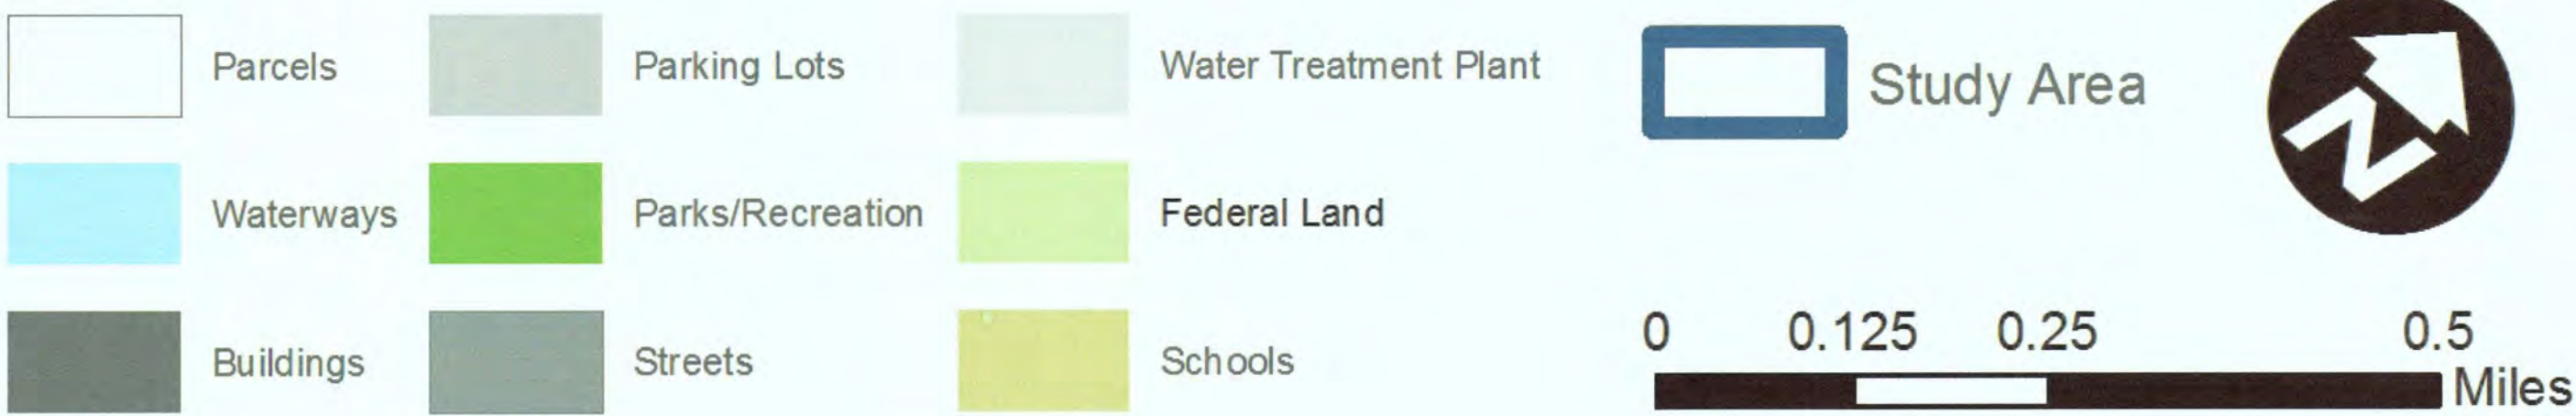 Parcels
Parking Lots
Water Treatment Plant
Study Area
N
Waterways
Parks/Recreation
Federal Land
Buildings
Streets
Schools
0 0.125 0.25 0.5
Miles